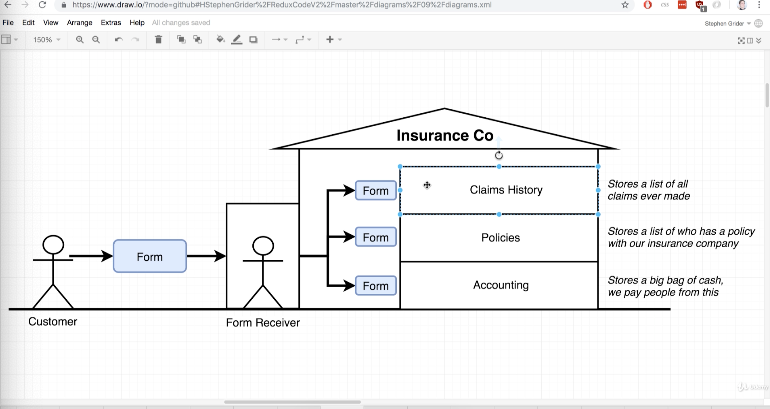 https://www.draw.io/?mode=github#HStephenGrider%2FReduxCodeV2%2Fmaster%2Fdiagrams%2F09%2Fdiagrams.xml
File Edit View Arrange Extras Help All changes saved
Stephen Grider
150%
Insurance Co
Form
Claims History
Stores a list of all
claims ever made
Form
Policies
Stores a list of who has a policy
with our insurance company
Form
Form
Accounting
Stores a big bag of cash,
we pay people from this
Customer
Form Receiver